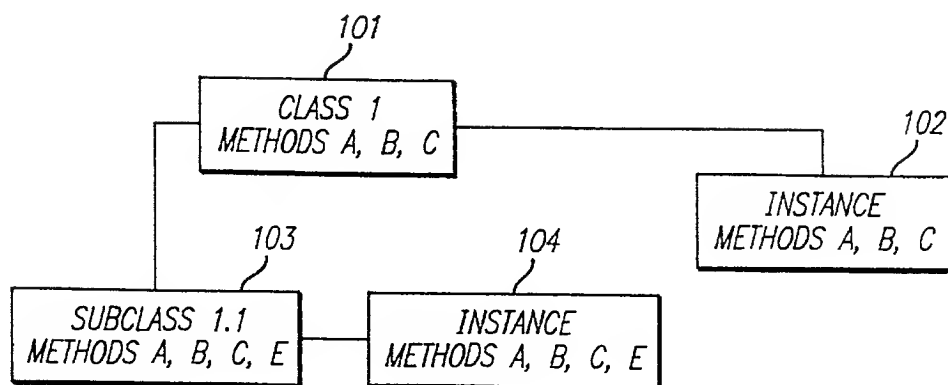 101
CLASS 1
METHODS A, B, C
102
INSTANCE
METHODS A, B, C
103
SUBCLASS 1.1
METHODS A, B, C, E
104
INSTANCE
METHODS A, B, C, E